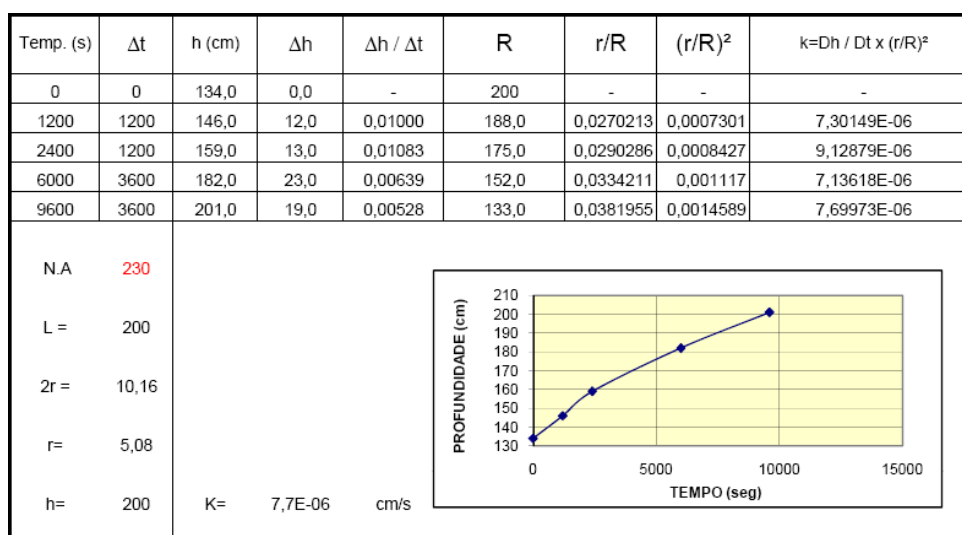 Temp. (s) Δt h (cm) Δh Δh / Δt R r/R (r/R)² k=Dh / Dt x (r/R)²
0 0 134,0 0,0 - 200 - - -
1200 1200 146,0 12,0 0,01000 188,0 0,0270213 0,0007301 7,30149E-06
2400 1200 159,0 13,0 0,01083 175,0 0,0290286 0,0008427 9,12879E-06
6000 3600 182,0 23,0 0,00639 152,0 0,0334211 0,001117 7,13618E-06
9600 3600 201,0 19,0 0,00528 133,0 0,0381955 0,0014589 7,69973E-06
N.A 230
L = 200
2r = 10,16
r= 5,08
h= 200 K= 7,7E-06 cm/s
PROFUNDIDADE (cm)
210
200
190
180
170
160
150
140
130
0 5000 10000 15000
TEMPO (seg)